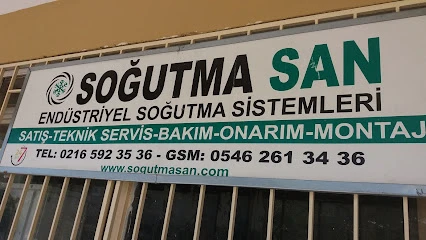 SOĞUTMA SAN
ENDÜSTRİYEL SOĞUTMA SİSTEMLERİ
SATIŞ-TEKNİK SERVİS-BAKIM-ONARIM-MONTAJ
TEL: 0216 592 35 36 - GSM: 0546 261 34 36
www.sogutmasan.com